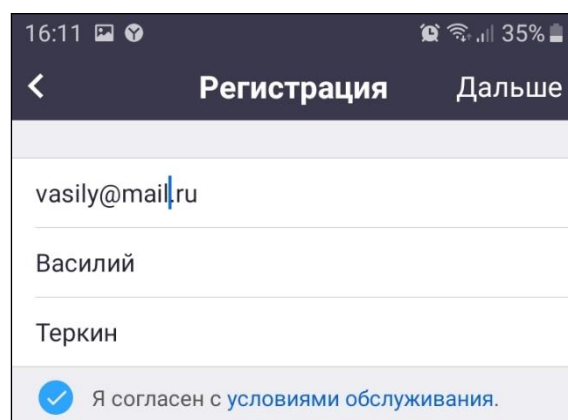 16:11 35%
Регистрация Дальше
vasily@mail.ru
Василий
Теркин
Я согласен с условиями обслуживания.